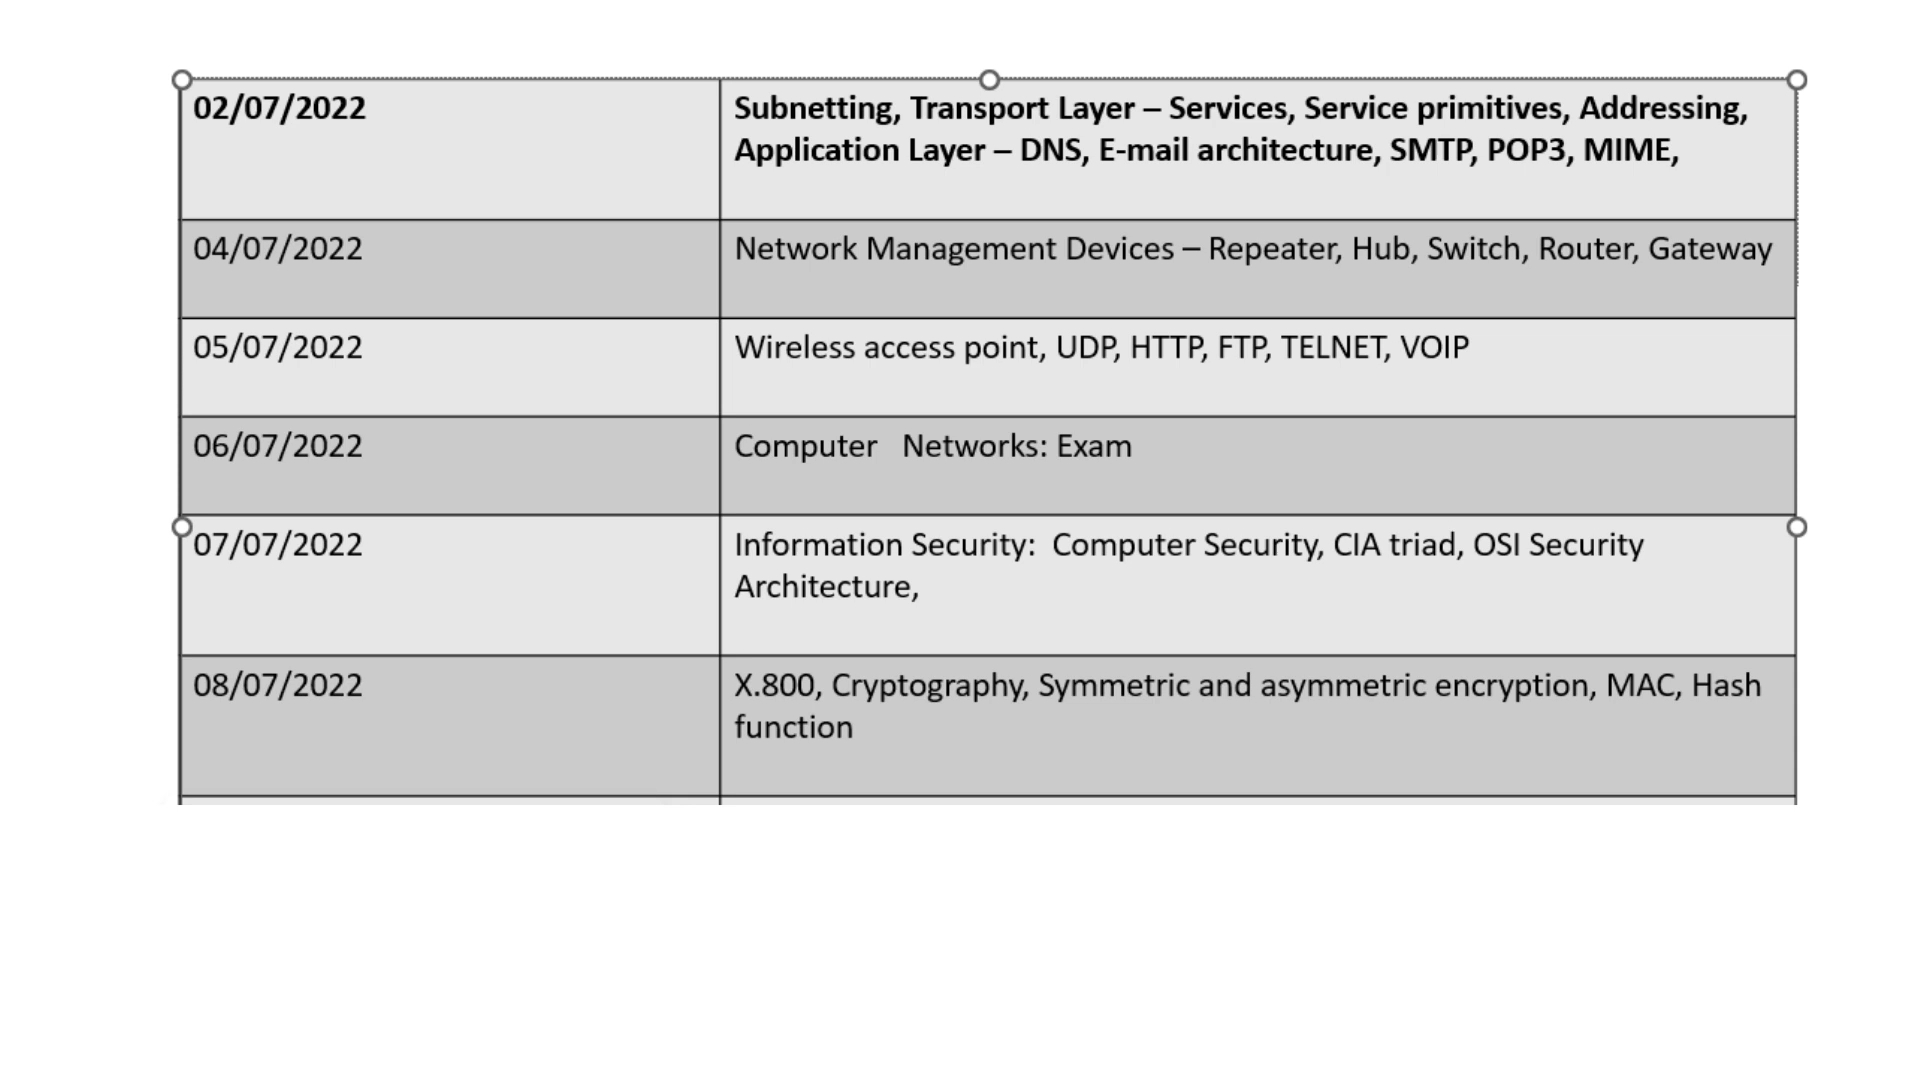 02/07/2022
Subnetting, Transport Layer – Services, Service primitives, Addressing,
Application Layer – DNS, E-mail architecture, SMTP, POP3, MIME,
04/07/2022
Network Management Devices – Repeater, Hub, Switch, Router, Gateway
05/07/2022
Wireless access point, UDP, HTTP, FTP, TELNET, VOIP
06/07/2022
Computer   Networks: Exam
07/07/2022
Information Security:  Computer Security, CIA triad, OSI Security
Architecture,
08/07/2022
X.800, Cryptography, Symmetric and asymmetric encryption, MAC, Hash
function